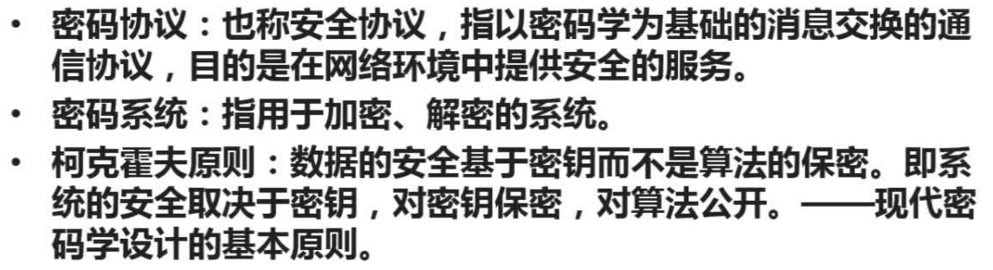 • 密码协议：也称安全协议，指以密码学为基础的消息交换的通
信协议，目的是在网络环境中提供安全的服务。
• 密码系统：指用于加密、解密的系统。
• 柯克霍夫原则：数据的安全基于密钥而不是算法的保密。即系
统的安全取决于密钥，对密钥保密，对算法公开。——现代密
码学设计的基本原则。